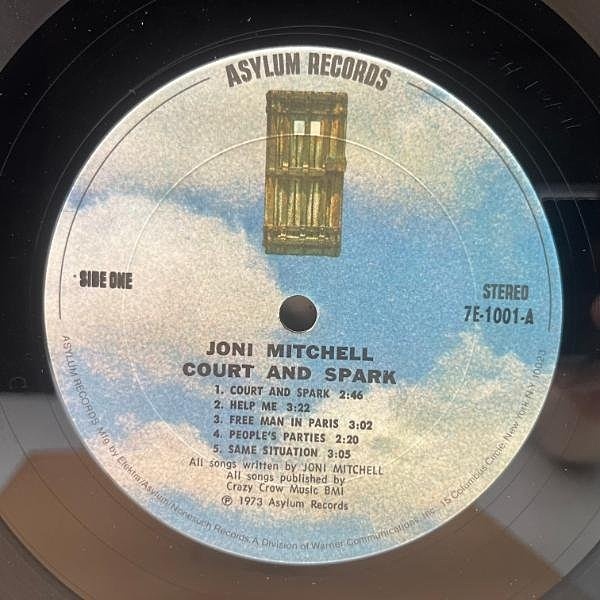 ASYLUM RECORDS
SIDE ONE
STEREO
7E-1001-A
JONI MITCHELL
COURT AND SPARK
1. COURT AND SPARK 2:46
2. HELP ME 3:22
3. FREE MAN IN PARIS 3:02
4. PEOPLE'S PARTIES 2:20
5. SAME SITUATION 3:05
All songs written by JONI MITCHELL
All songs published by
Crazy Crow Music BMI
℗ 1973 Asylum Records
ASYLUM RECORDS Mfg by Elektra/Asylum/Nonesuch Records, A Division of Warner Communications, Inc. 15 Columbus Circle, New York, N.Y. 10023